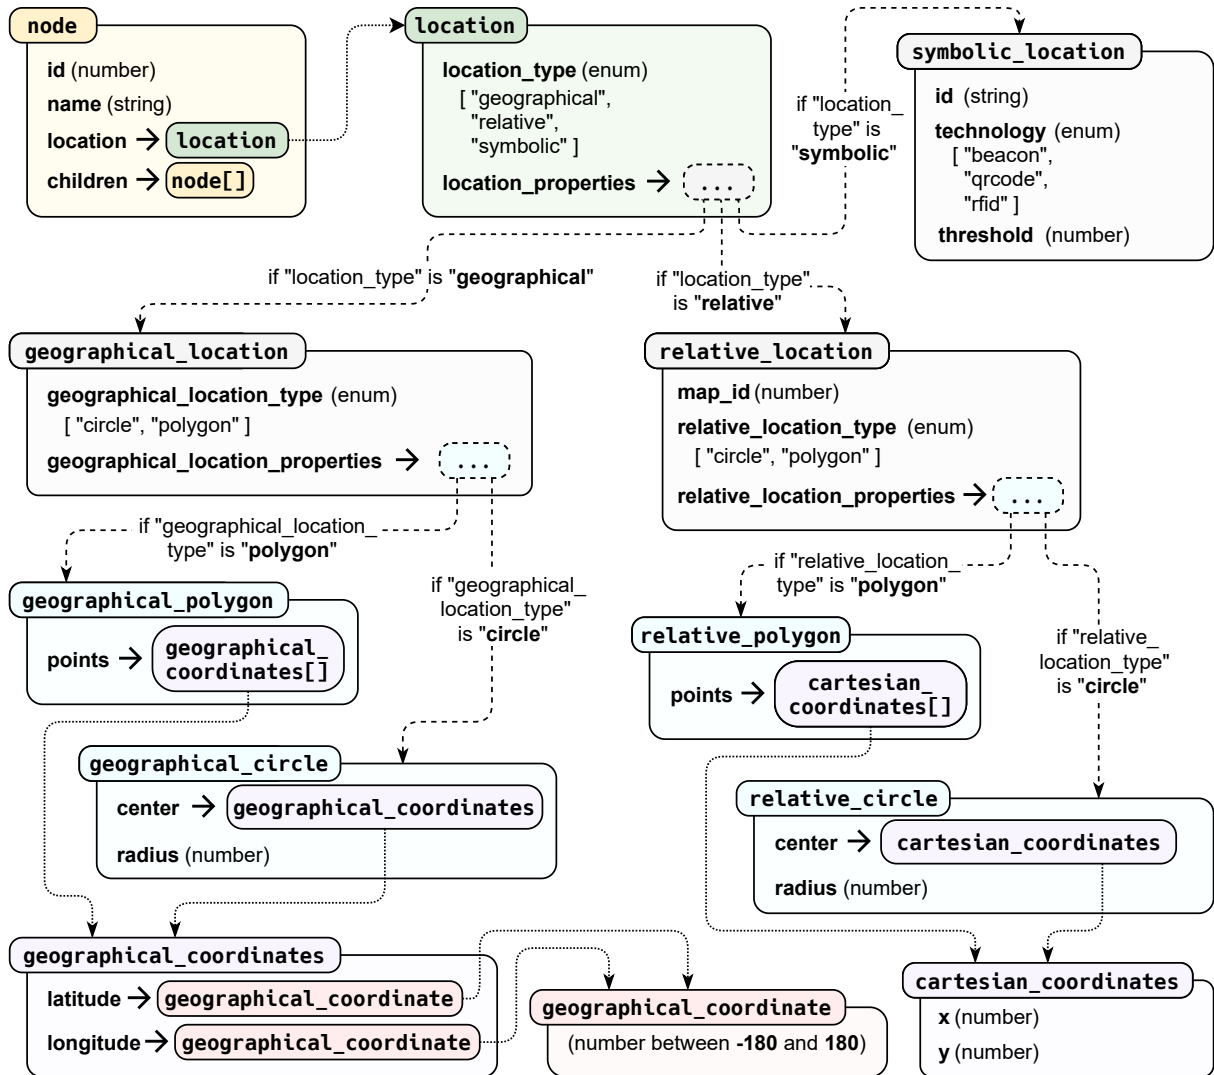 node
id (number)
name (string)
location → location
children → node[]
location
location_type (enum)
[ "geographical",
"relative",
"symbolic" ]
location_properties → ...
if "location_
type" is
"symbolic"
symbolic_location
id (string)
technology (enum)
[ "beacon",
"qrcode",
"rfid" ]
threshold (number)
if "location_type" is "geographical"
if "location_type"
is "relative"
geographical_location
geographical_location_type (enum)
[ "circle", "polygon" ]
geographical_location_properties → ...
relative_location
map_id (number)
relative_location_type (enum)
[ "circle", "polygon" ]
relative_location_properties → ...
if "geographical_location_
type" is "polygon"
if "geographical_
location_type"
is "circle"
geographical_polygon
points → geographical_
coordinates[]
if "relative_location_
type" is "polygon"
if "relative_
location_type"
is "circle"
relative_polygon
points → cartesian_
coordinates[]
geographical_circle
center → geographical_coordinates
radius (number)
relative_circle
center → cartesian_coordinates
radius (number)
geographical_coordinates
latitude → geographical_coordinate
longitude → geographical_coordinate
geographical_coordinate
(number between -180 and 180)
cartesian_coordinates
x (number)
y (number)